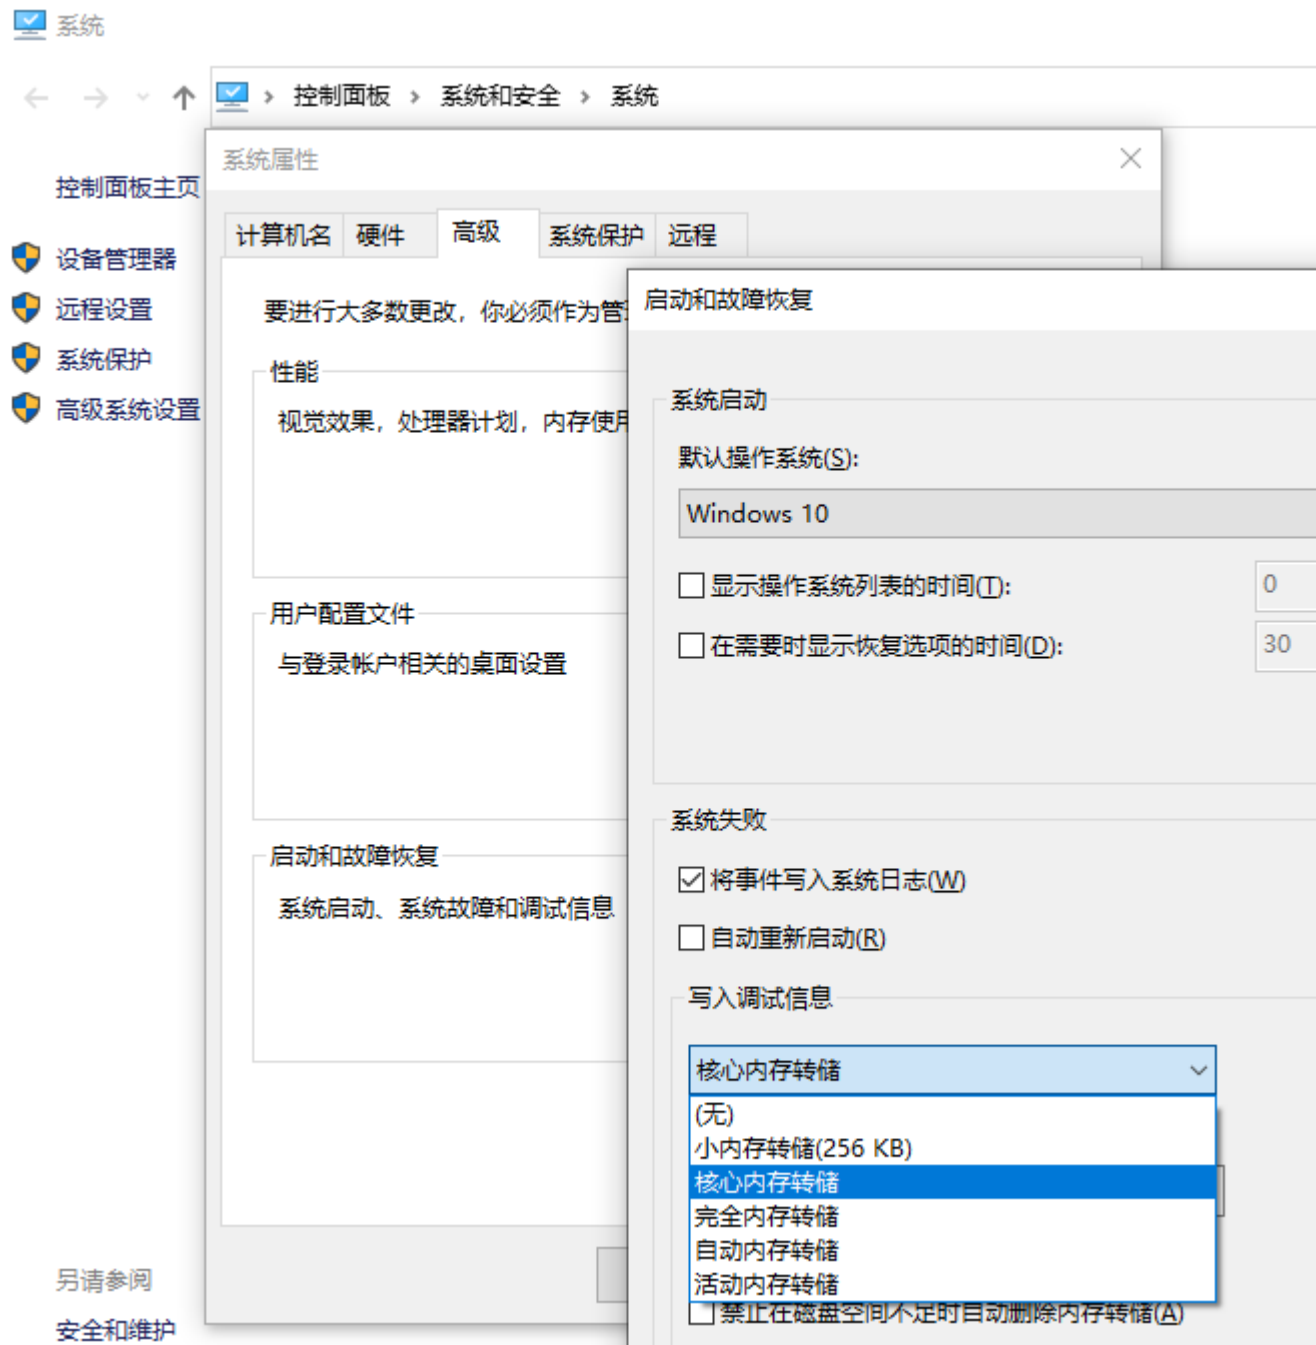 系统
控制面板 › 系统和安全 › 系统
控制面板主页
设备管理器
远程设置
系统保护
高级系统设置
另请参阅
安全和维护
系统属性
计算机名 硬件 高级 系统保护 远程
要进行大多数更改，你必须作为管
性能
视觉效果，处理器计划，内存使用
用户配置文件
与登录帐户相关的桌面设置
启动和故障恢复
系统启动、系统故障和调试信息
启动和故障恢复
系统启动
默认操作系统(S):
Windows 10
显示操作系统列表的时间(T): 0
在需要时显示恢复选项的时间(D): 30
系统失败
将事件写入系统日志(W)
自动重新启动(R)
写入调试信息
核心内存转储
(无)
小内存转储(256 KB)
核心内存转储
完全内存转储
自动内存转储
活动内存转储
禁止在磁盘空间不足时自动删除内存转储(A)